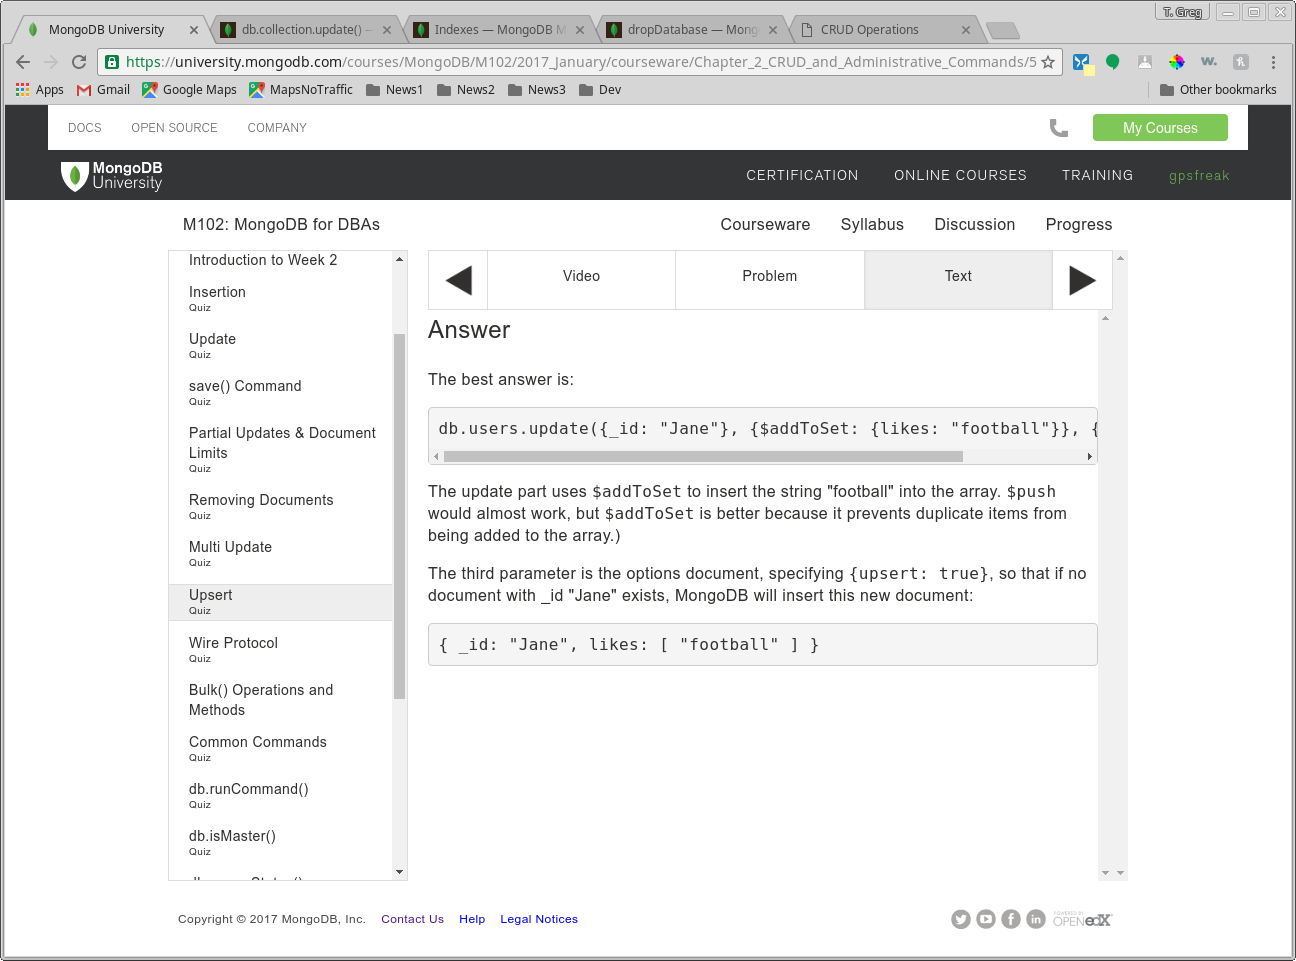 T. Greg
MongoDB University
db.collection.update() —
Indexes — MongoDB M
dropDatabase — Mong
CRUD Operations
https://university.mongodb.com/courses/MongoDB/M102/2017_January/courseware/Chapter_2_CRUD_and_Administrative_Commands/5
Apps Gmail Google Maps MapsNoTraffic News1 News2 News3 Dev Other bookmarks
DOCS OPEN SOURCE COMPANY My Courses
MongoDB
University
CERTIFICATION ONLINE COURSES TRAINING gpsfreak
M102: MongoDB for DBAs Courseware Syllabus Discussion Progress
Introduction to Week 2
Insertion
Quiz
Update
Quiz
save() Command
Quiz
Partial Updates & Document
Limits
Quiz
Removing Documents
Quiz
Multi Update
Quiz
Upsert
Quiz
Wire Protocol
Quiz
Bulk() Operations and
Methods
Common Commands
Quiz
db.runCommand()
Quiz
db.isMaster()
Quiz
Video Problem Text
Answer
The best answer is:
db.users.update({_id: "Jane"}, {$addToSet: {likes: "football"}}, {
The update part uses $addToSet to insert the string "football" into the array. $push
would almost work, but $addToSet is better because it prevents duplicate items from
being added to the array.)
The third parameter is the options document, specifying {upsert: true}, so that if no
document with _id "Jane" exists, MongoDB will insert this new document:
{ _id: "Jane", likes: [ "football" ] }
Copyright © 2017 MongoDB, Inc. Contact Us Help Legal Notices
POWERED BY
OPEN edX